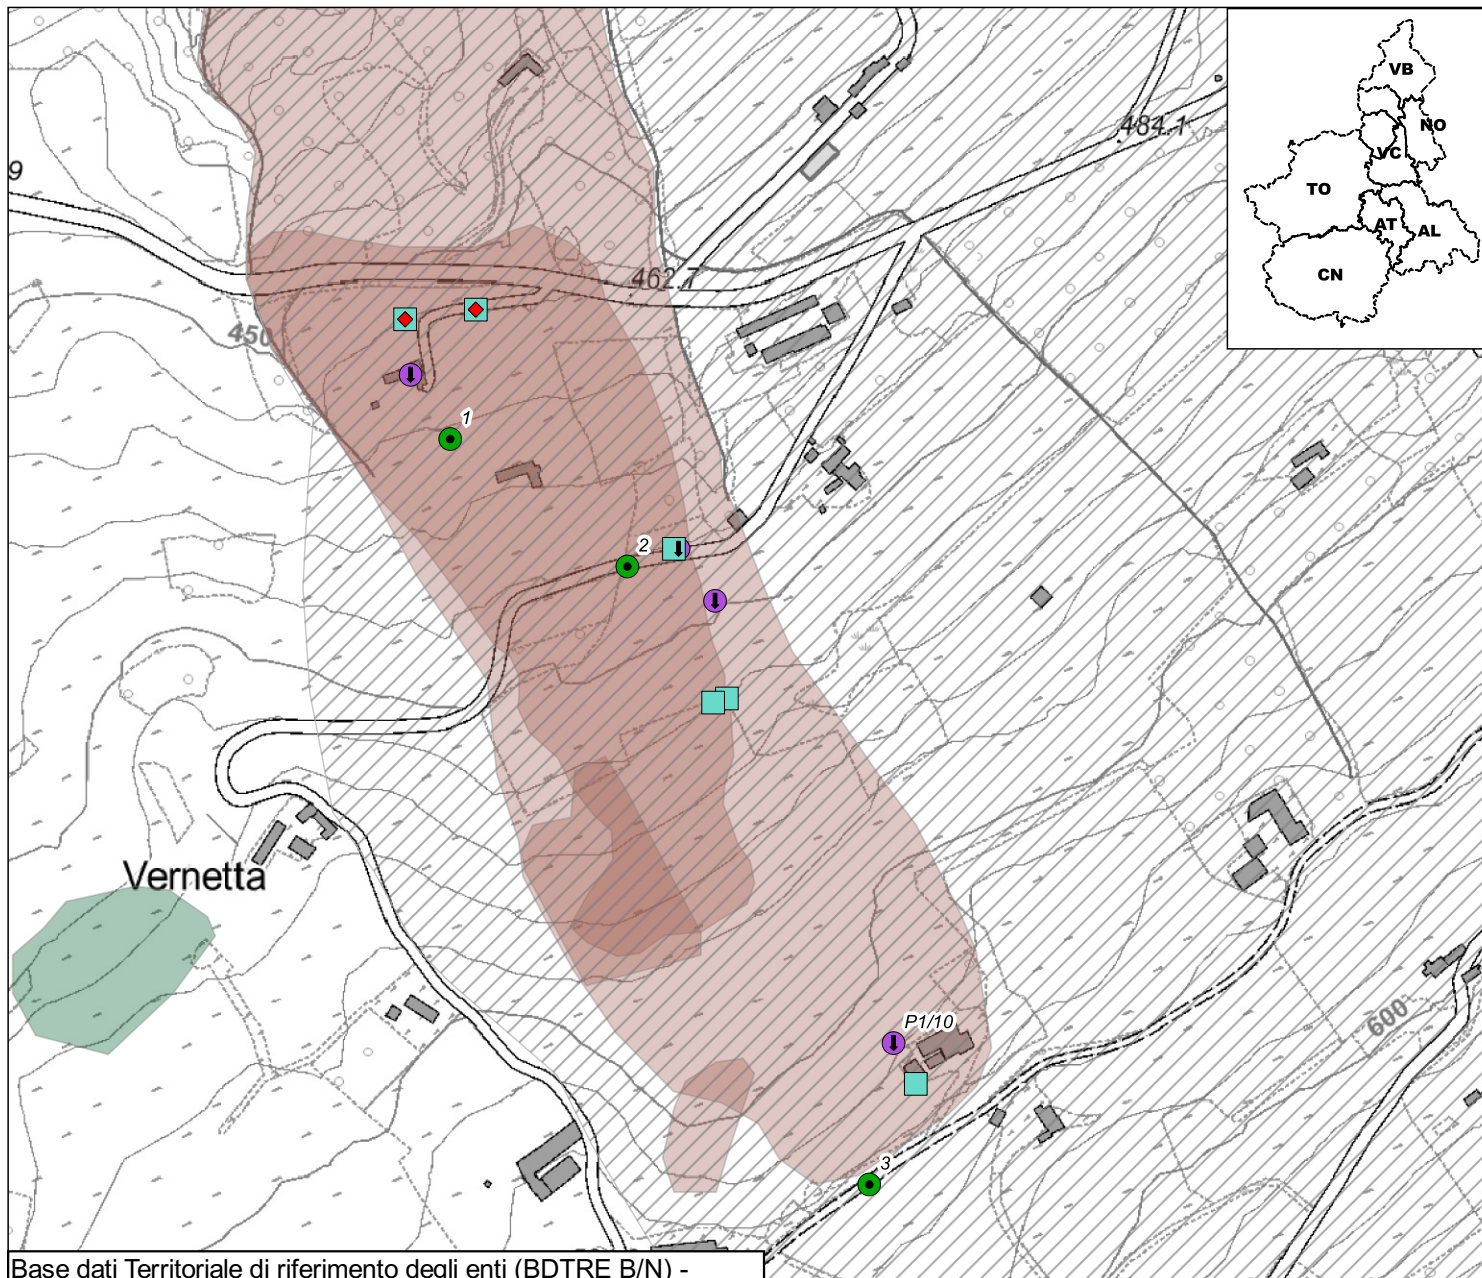 VB
NO
VC
TO
AT
AL
CN
484.1
9
462.7
450
1
2
Vernetta
P1/10
600
3
Base dati Territoriale di riferimento degli enti (BDTRE B/N) -